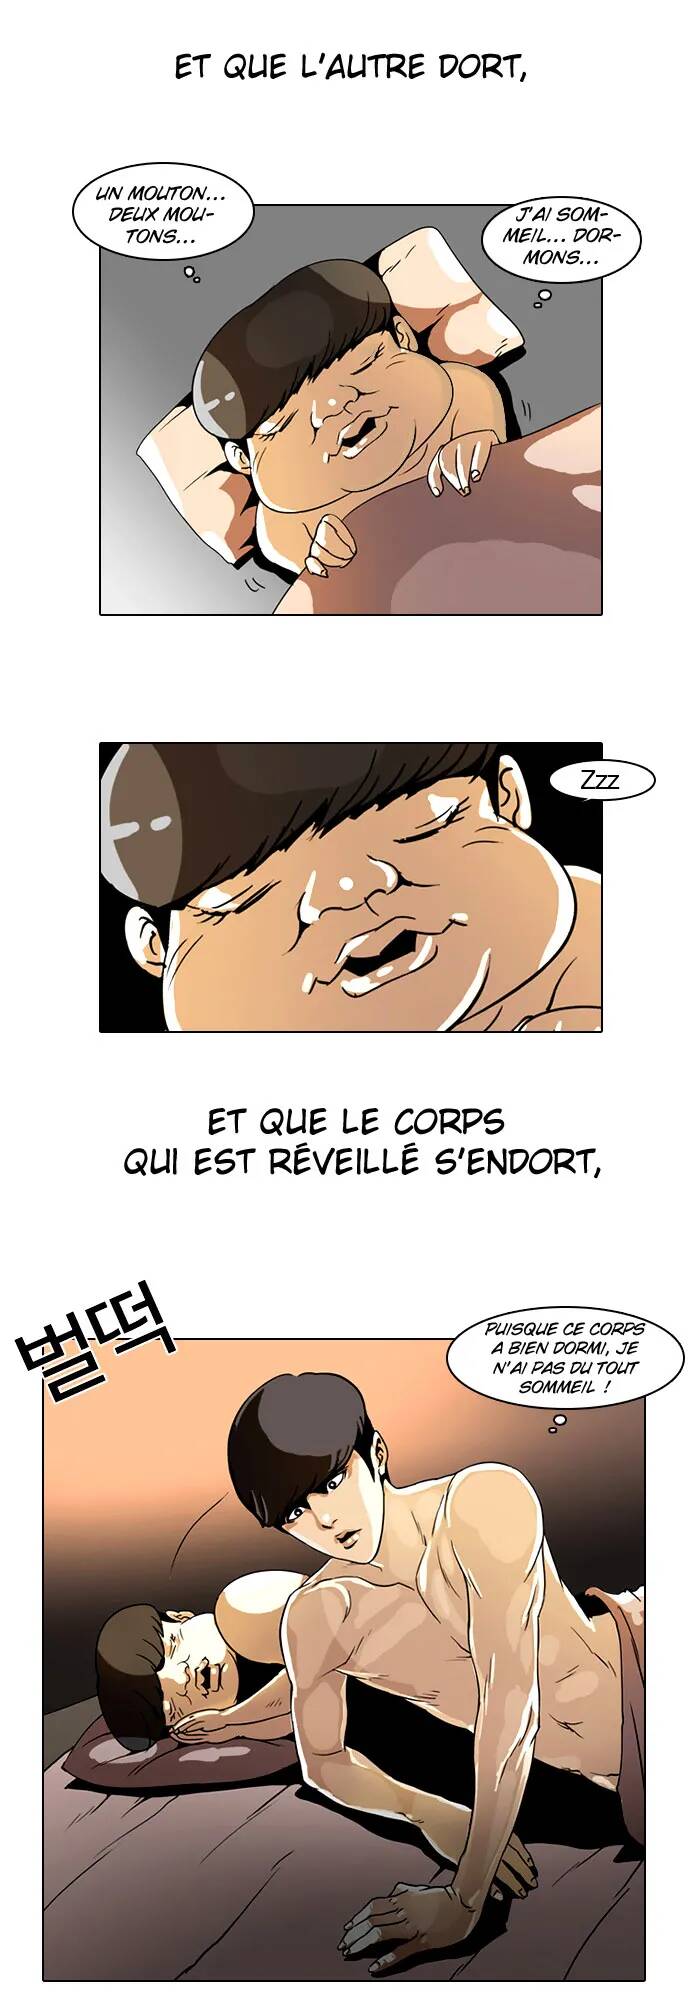 ET QUE L'AUTRE DORT,
UN MOUTON...
DEUX MOU-
TONS...
J'AI SOM-
MEIL... DOR-
MONS...
Zzz
ET QUE LE CORPS
QUI EST RÉVEILLÉ S'ENDORT,
벌떡
PUISQUE CE CORPS
A BIEN DORMI, JE
N'AI PAS DU TOUT
SOMMEIL !